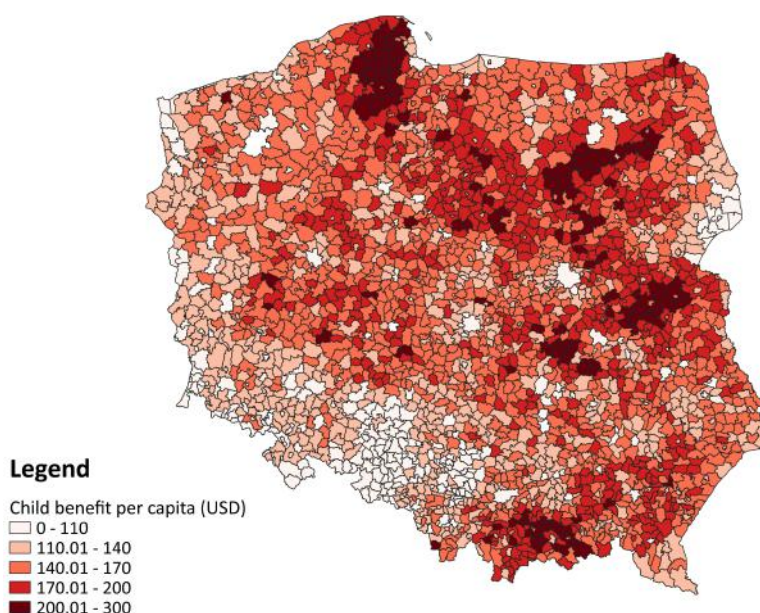 Legend
Child benefit per capita (USD)
0 - 110
110.01 - 140
140.01 - 170
170.01 - 200
200.01 - 300